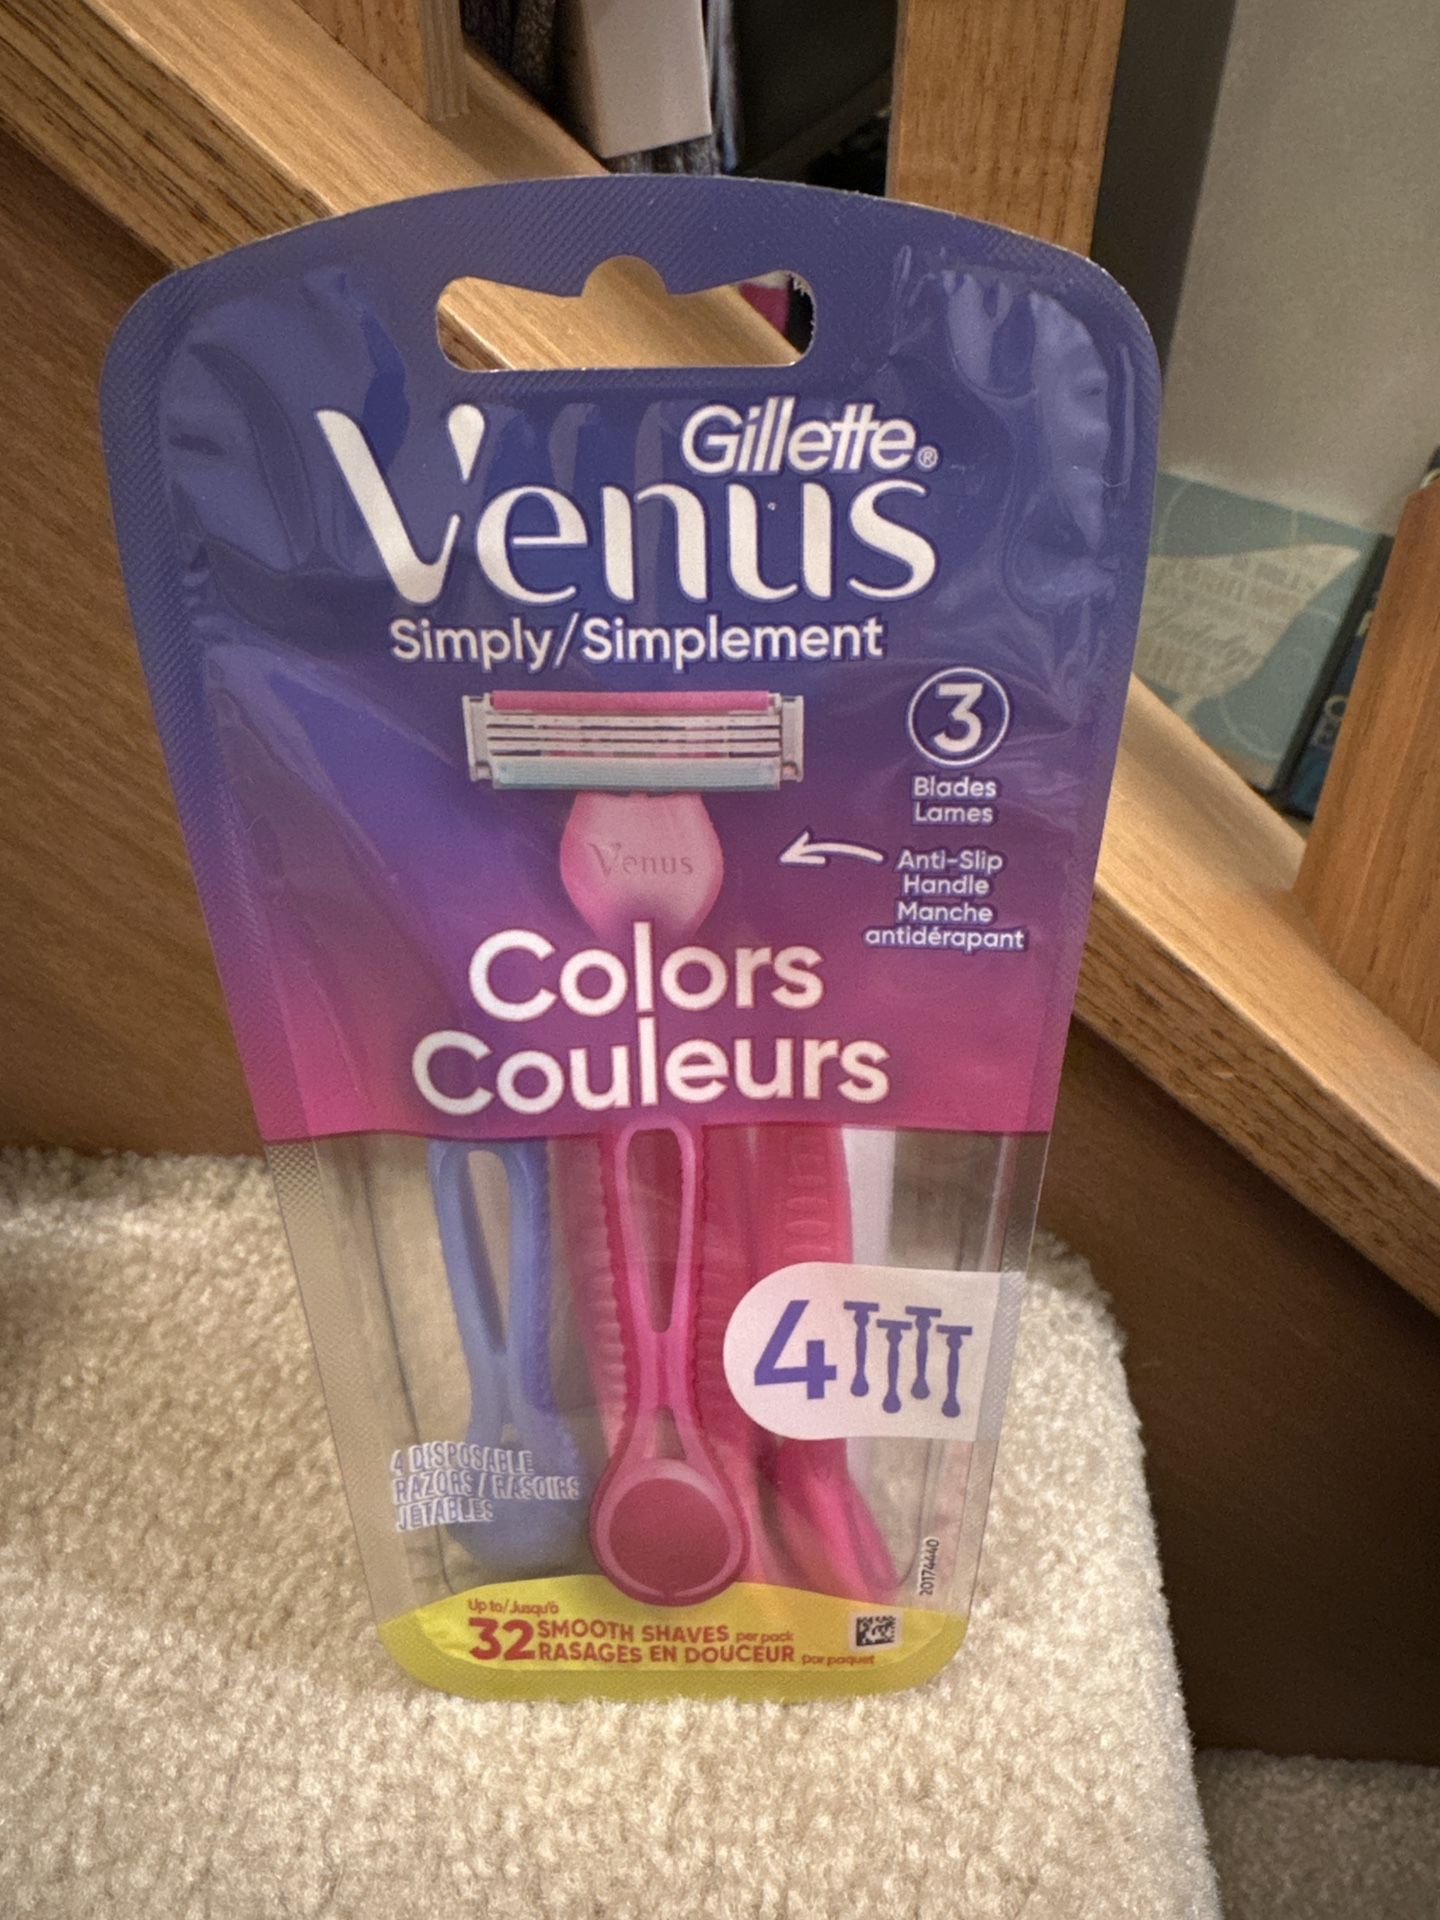 Gillette®
Venus
Simply/Simplement
3
Blades
Lames
Venus
Anti-Slip
Handle
Manche
antidérapant
Colors
Couleurs
4
4 DISPOSABLE
RAZORS / RASOIRS
JETABLES
20174440
Up to/Jusqu'à
32 SMOOTH SHAVES per pack
RASAGES EN DOUCEUR par paquet